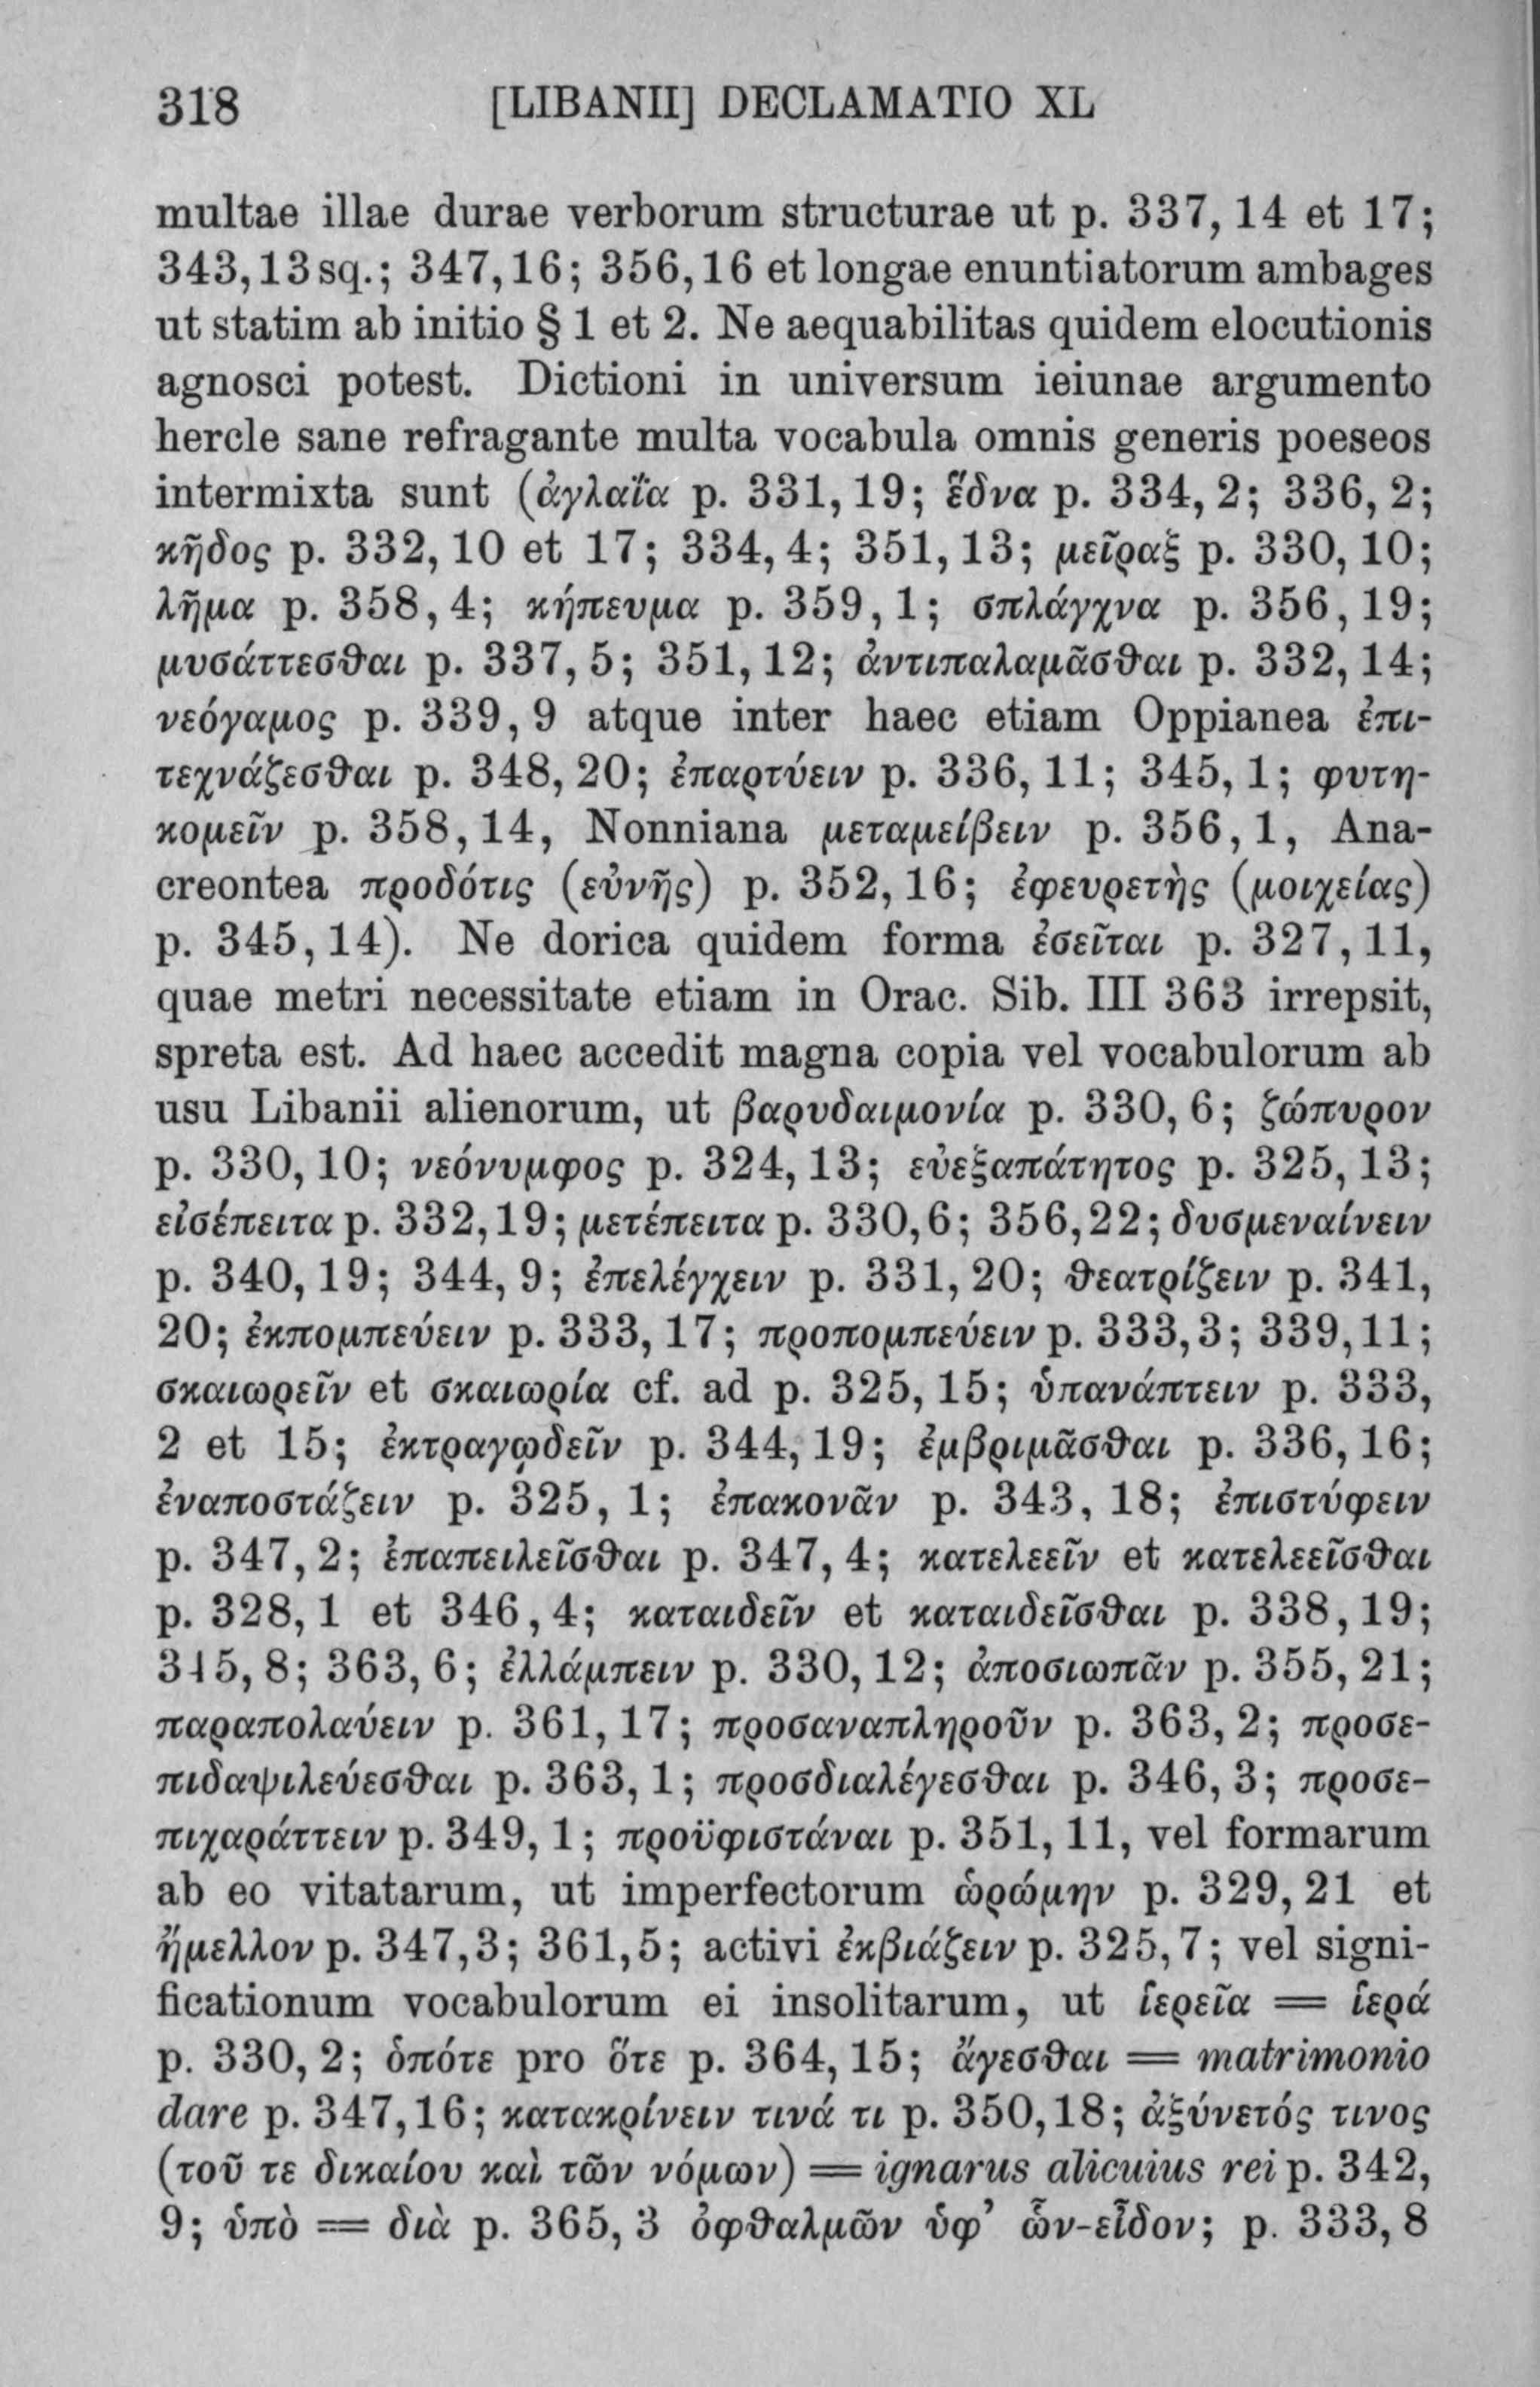 318 [LIBANII] DECLAMATIO XL
multae illae durae verborum structurae ut p. 337, 14 et 17;
343, 13 sq.; 347, 16; 356, 16 et longae enuntiatorum ambages
ut statim ab initio § 1 et 2. Ne aequabilitas quidem elocutionis
agnosci potest. Dictioni in universum ieiunae argumento
hercle sane refragante multa vocabula omnis generis poeseos
intermixta sunt (ἀγλαΐα p. 331, 19; ἕδνα p. 334, 2; 336, 2;
κῆδος p. 332, 10 et 17; 334, 4; 351, 13; μεῖραξ p. 330, 10;
λῆμα p. 358, 4; κήπευμα p. 359, 1; σπλάγχνα p. 356, 19;
μυσάττεσθαι p. 337, 5; 351, 12; ἀντιπαλαμᾶσθαι p. 332, 14;
νεόγαμος p. 339, 9 atque inter haec etiam Oppianea ἐπι-
τεχνάζεσθαι p. 348, 20; ἐπαρτύειν p. 336, 11; 345, 1; φυτη-
κομεῖν p. 358, 14, Nonniana μεταμείβειν p. 356, 1, Ana-
creontea προδότις (εὐνῆς) p. 352, 16; ἐφευρετὴς (μοιχείας)
p. 345, 14). Ne dorica quidem forma ἐσεῖται p. 327, 11,
quae metri necessitate etiam in Orac. Sib. III 363 irrepsit,
spreta est. Ad haec accedit magna copia vel vocabulorum ab
usu Libanii alienorum, ut βαρυδαιμονία p. 330, 6; ζώπυρον
p. 330, 10; νεόνυμφος p. 324, 13; εὐεξαπάτητος p. 325, 13;
εἰσέπειτα p. 332, 19; μετέπειτα p. 330, 6; 356, 22; δυσμεναίνειν
p. 340, 19; 344, 9; ἐπελέγχειν p. 331, 20; θεατρίζειν p. 341,
20; ἐκπομπεύειν p. 333, 17; προπομπεύειν p. 333, 3; 339, 11;
σκαιωρεῖν et σκαιωρία cf. ad p. 325, 15; ὑπανάπτειν p. 333,
2 et 15; ἐκτραγῳδεῖν p. 344, 19; ἐμβριμᾶσθαι p. 336, 16;
ἐναποστάζειν p. 325, 1; ἐπακονᾶν p. 343, 18; ἐπιστύφειν
p. 347, 2; ἐπαπειλεῖσθαι p. 347, 4; κατελεεῖν et κατελεεῖσθαι
p. 328, 1 et 346, 4; καταιδεῖν et καταιδεῖσθαι p. 338, 19;
345, 8; 363, 6; ἐλλάμπειν p. 330, 12; ἀποσιωπᾶν p. 355, 21;
παραπολαύειν p. 361, 17; προσαναπληροῦν p. 363, 2; προσε-
πιδαψιλεύεσθαι p. 363, 1; προσδιαλέγεσθαι p. 346, 3; προσε-
πιχαράττειν p. 349, 1; προϋφιστάναι p. 351, 11, vel formarum
ab eo vitatarum, ut imperfectorum ὡρώμην p. 329, 21 et
ἤμελλον p. 347, 3; 361, 5; activi ἐκβιάζειν p. 325, 7; vel signi-
ficationum vocabulorum ei insolitarum, ut ἱερεῖα = ἱερά
p. 330, 2; ὁπότε pro ὅτε p. 364, 15; ἄγεσθαι = matrimonio
dare p. 347, 16; κατακρίνειν τινά τι p. 350, 18; ἀξύνετός τινος
(τοῦ τε δικαίου καὶ τῶν νόμων) = ignarus alicuius rei p. 342,
9; ὑπὸ = διὰ p. 365, 3 ὀφθαλμῶν ὑφ’ ὧν-εἶδον; p. 333, 8